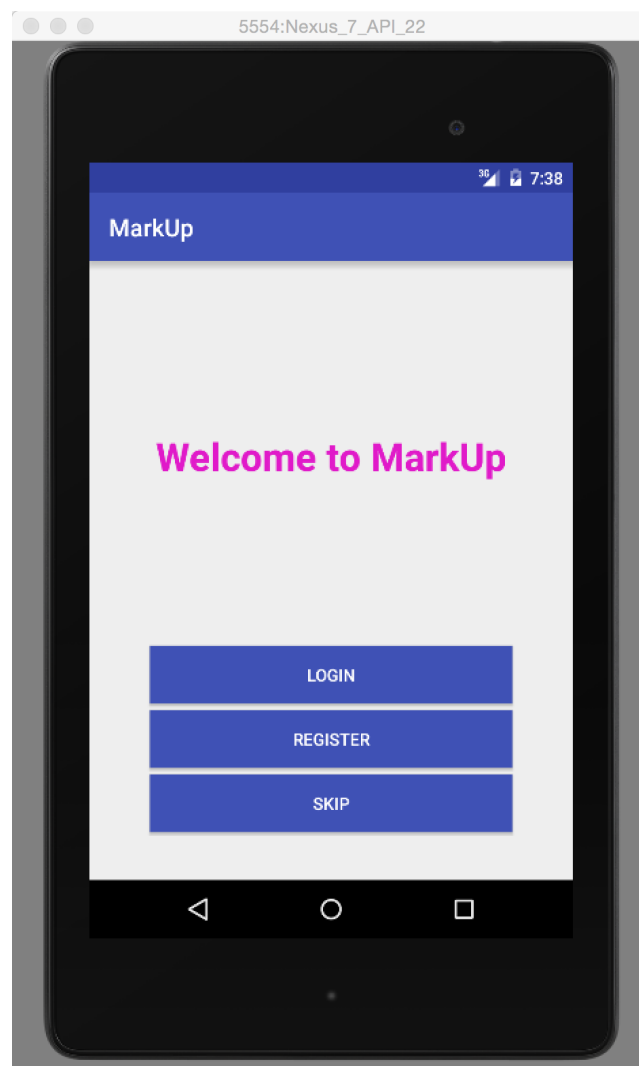 5554:Nexus_7_API_22
3G 7:38
MarkUp
Welcome to MarkUp
LOGIN
REGISTER
SKIP